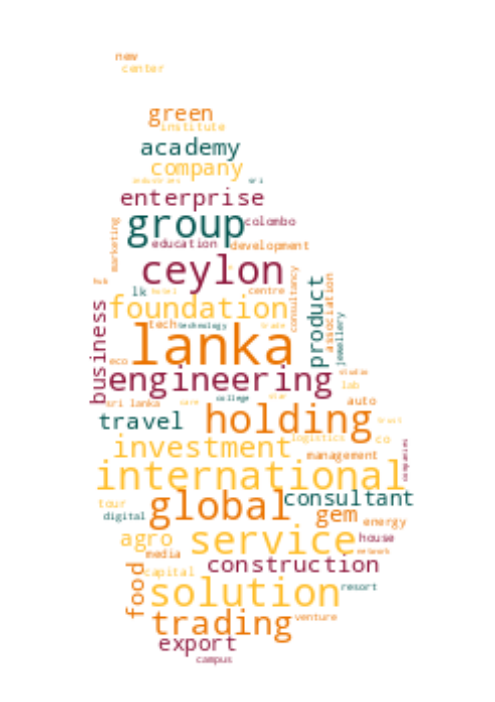 new
center
green
institute
academy
company
industries
sri
enterprise
group
colombo
marketing
education
development
ceylon
hub
lk
hotel
centre
consultancy
product
association
foundation
business
tech
technology
trade
jewellery
lanka
eco
engineering
studio
lab
sri lanka
care
college
star
auto
travel
holding
trust
investment
logistics
co
management
companies
international
tour
global
consultant
digital
gem
energy
agro
service
house
media
network
construction
food
capital
solution
resort
trading
venture
export
campus